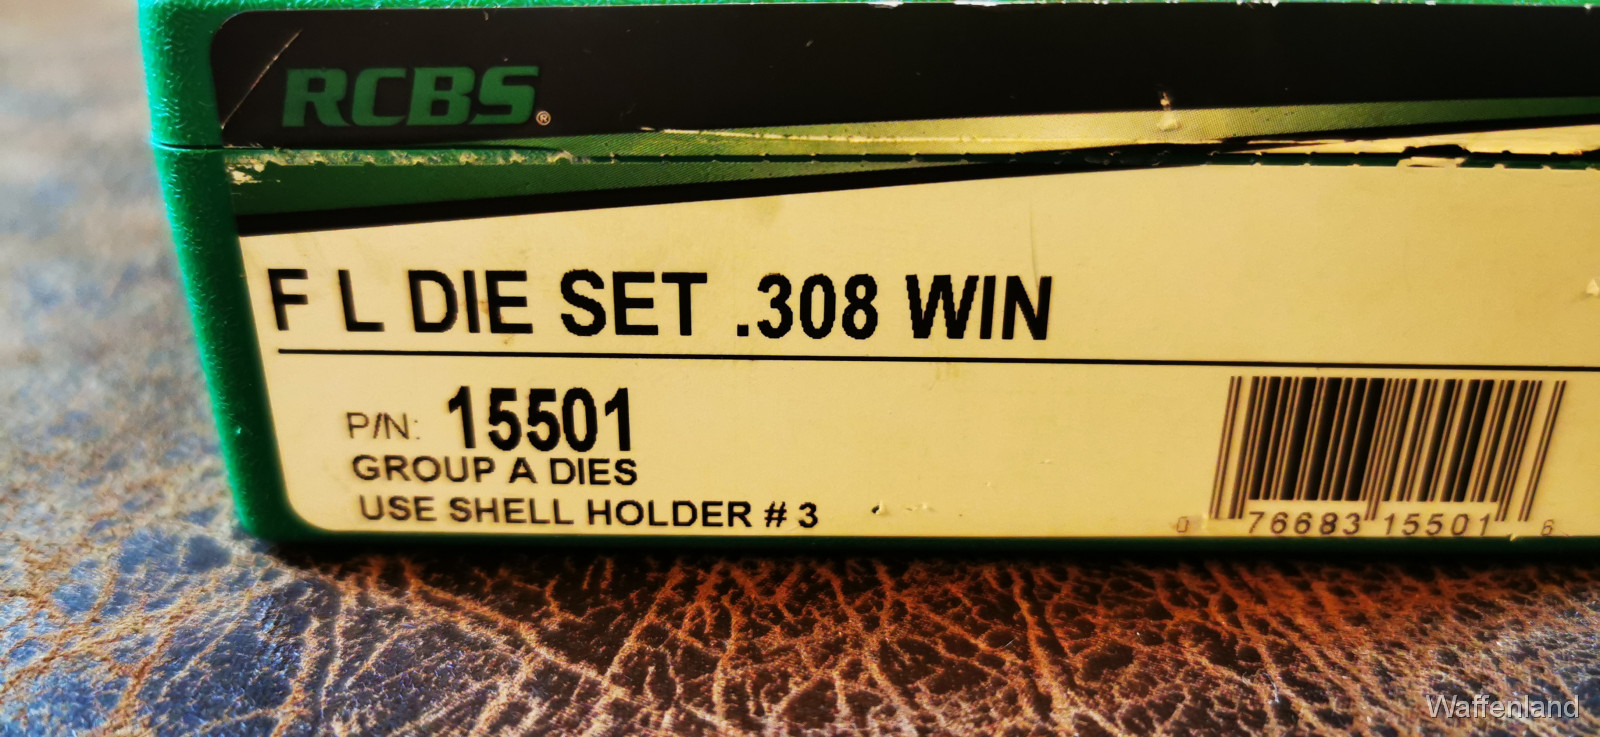 RCBS®
F L DIE SET .308 WIN
P/N: 15501
GROUP A DIES
USE SHELL HOLDER # 3
0 76683 15501 6
Waffenland